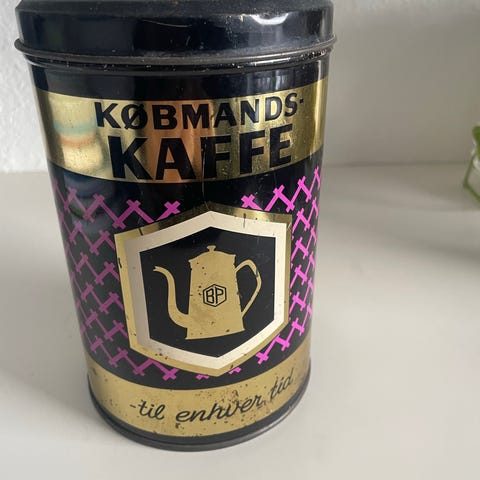 KØBMANDS-
KAFFE
BP
-til enhver tid